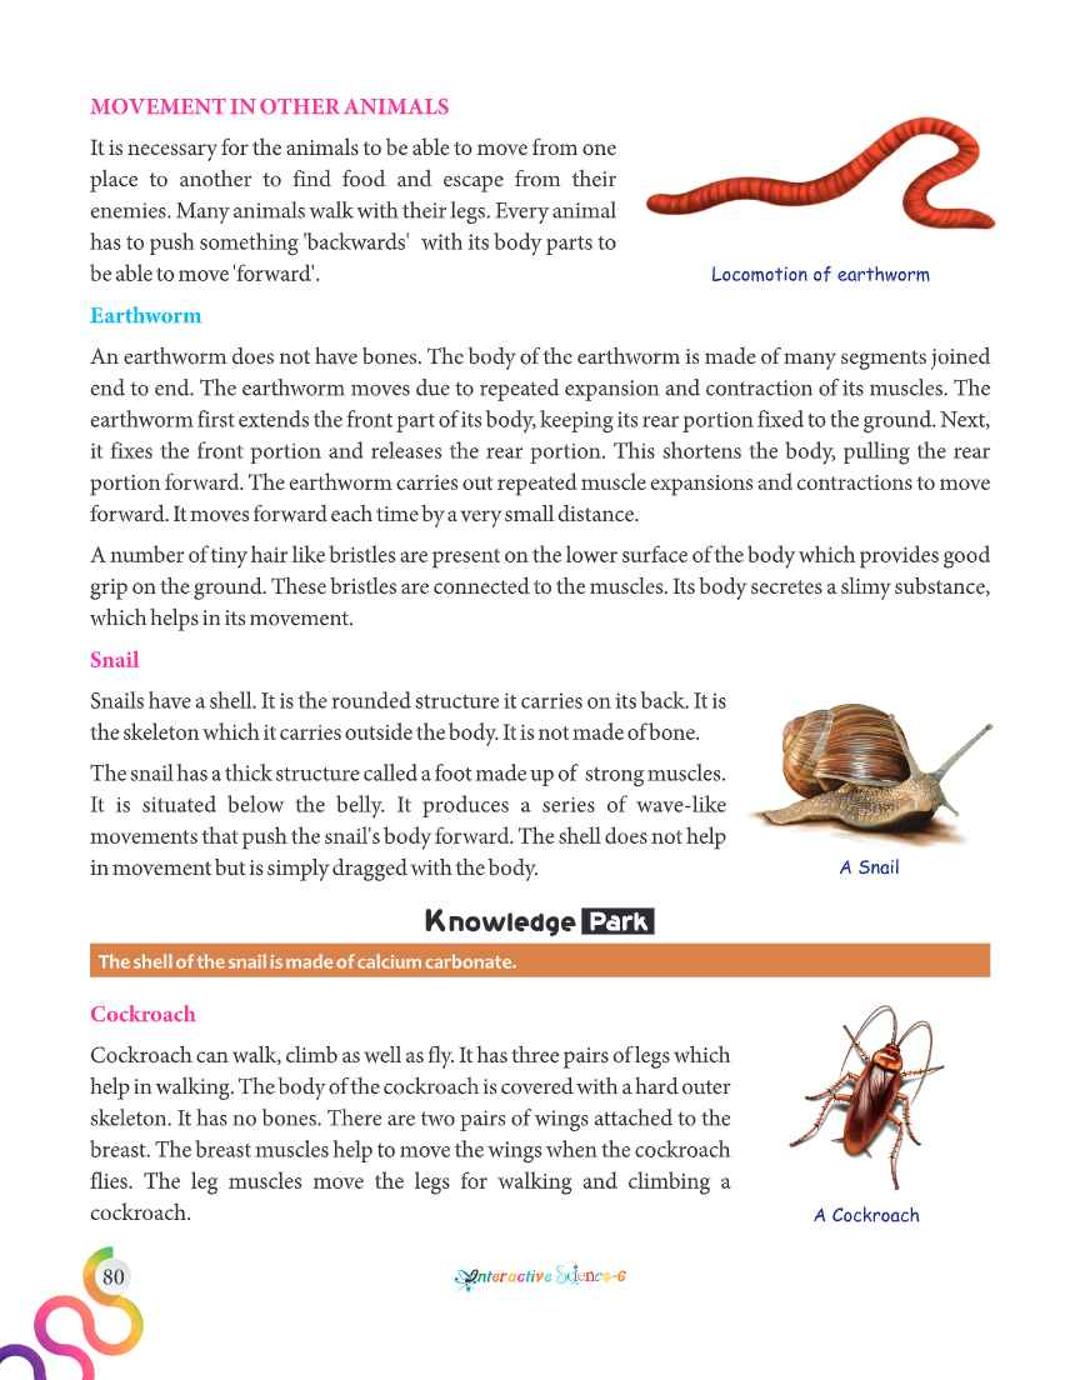 MOVEMENT IN OTHER ANIMALS
It is necessary for the animals to be able to move from one
place to another to find food and escape from their
enemies. Many animals walk with their legs. Every animal
has to push something 'backwards' with its body parts to
be able to move 'forward'.
Locomotion of earthworm
Earthworm
An earthworm does not have bones. The body of the earthworm is made of many segments joined
end to end. The earthworm moves due to repeated expansion and contraction of its muscles. The
earthworm first extends the front part of its body, keeping its rear portion fixed to the ground. Next,
it fixes the front portion and releases the rear portion. This shortens the body, pulling the rear
portion forward. The earthworm carries out repeated muscle expansions and contractions to move
forward. It moves forward each time by a very small distance.
A number of tiny hair like bristles are present on the lower surface of the body which provides good
grip on the ground. These bristles are connected to the muscles. Its body secretes a slimy substance,
which helps in its movement.
Snail
Snails have a shell. It is the rounded structure it carries on its back. It is
the skeleton which it carries outside the body. It is not made of bone.
The snail has a thick structure called a foot made up of strong muscles.
It is situated below the belly. It produces a series of wave-like
movements that push the snail's body forward. The shell does not help
in movement but is simply dragged with the body.
A Snail
Knowledge Park
The shell of the snail is made of calcium carbonate.
Cockroach
Cockroach can walk, climb as well as fly. It has three pairs of legs which
help in walking. The body of the cockroach is covered with a hard outer
skeleton. It has no bones. There are two pairs of wings attached to the
breast. The breast muscles help to move the wings when the cockroach
flies. The leg muscles move the legs for walking and climbing a
cockroach.
A Cockroach
80
Interactive Science-6